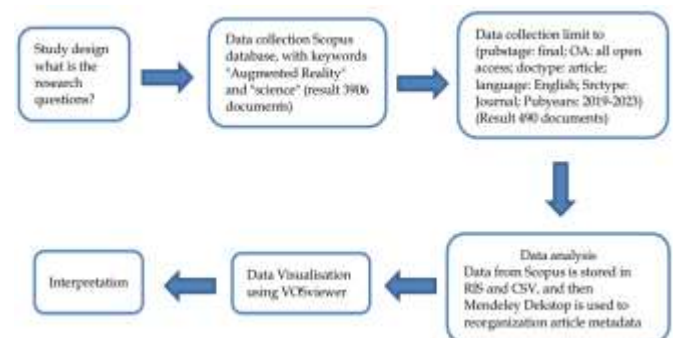 Study design
what is the
research
questions?
Data collection Scopus
database, with keywords
"Augmented Reality"
and "science" (result 3906
documents)
Data collection limit to
(pubstage: final; OA: all open
access; doctype: article;
language: English; Srctype:
Journal; Pubyears: 2019-2023)
(Result 490 documents)
Data analysis
Data from Scopus is stored in
RIS and CSV, and then
Mendeley Dekstop is used to
reorganization article metadata
Data Visualisation
using VOSviewer
Interpretation